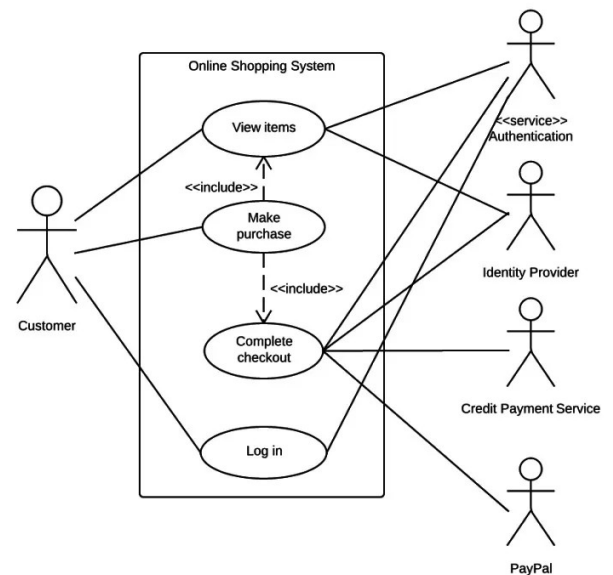 Online Shopping System
View items
<<include>>
Make
purchase
<<include>>
Complete
checkout
Log in
Customer
<<service>>
Authentication
Identity Provider
Credit Payment Service
PayPal